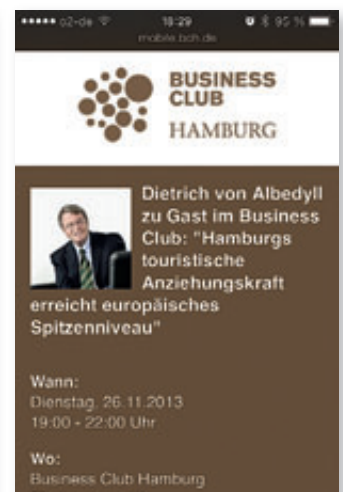 o2-de 18:29 95 %
mobile.bch.de
BUSINESS
CLUB
HAMBURG
Dietrich von Albedyll
zu Gast im Business
Club: "Hamburgs
touristische
Anziehungskraft
erreicht europäisches
Spitzenniveau"
Wann:
Dienstag, 26.11.2013
19:00 - 22:00 Uhr
Wo:
Business Club Hamburg